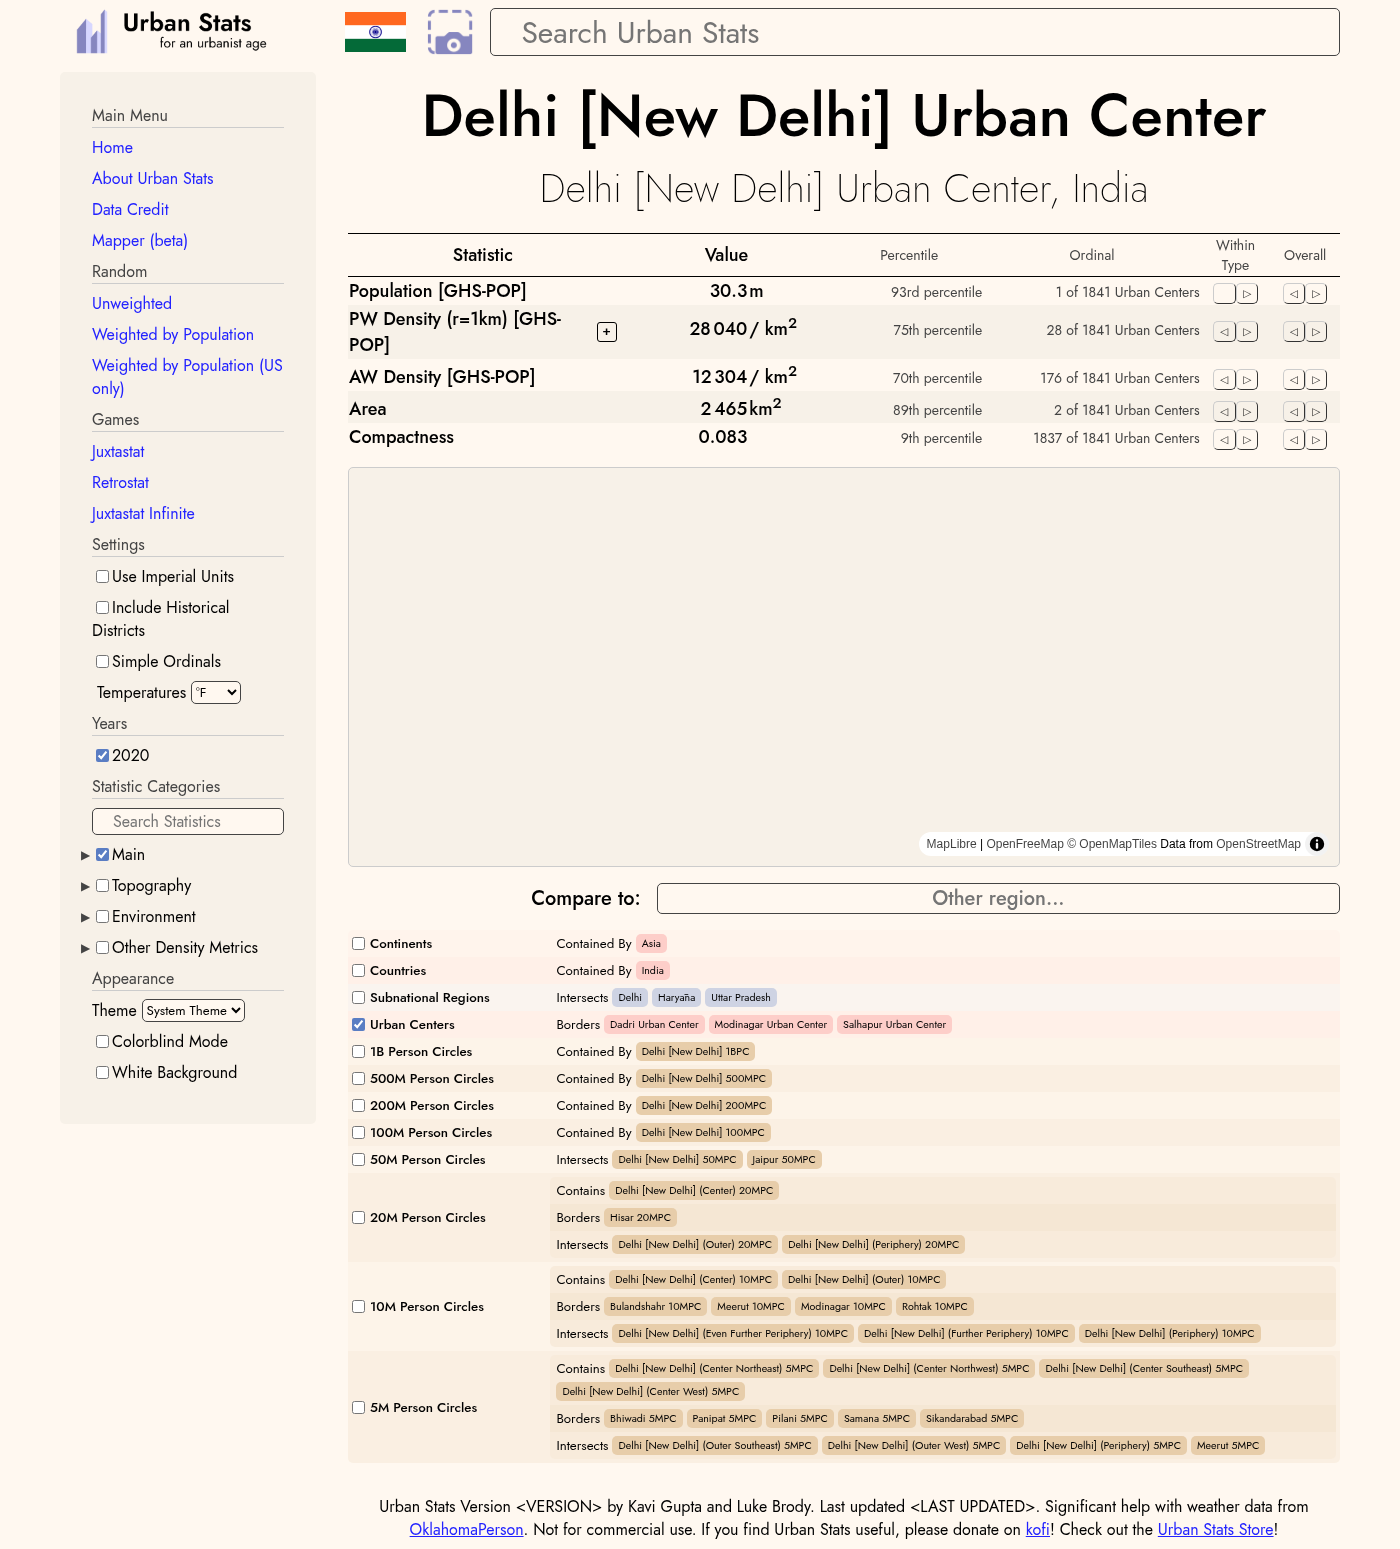 Urban Stats
for an urbanist age
Search Urban Stats
Main Menu
Home
About Urban Stats
Data Credit
Mapper (beta)
Random
Unweighted
Weighted by Population
Weighted by Population (US
only)
Games
Juxtastat
Retrostat
Juxtastat Infinite
Settings
Use Imperial Units
Include Historical
Districts
Simple Ordinals
Temperatures °F
Years
2020
Statistic Categories
Search Statistics
Main
Topography
Environment
Other Density Metrics
Appearance
Theme System Theme
Colorblind Mode
White Background
Delhi [New Delhi] Urban Center
Delhi [New Delhi] Urban Center, India
Statistic Value Percentile Ordinal Within Type Overall
Population [GHS-POP] 30.3 m 93rd percentile 1 of 1841 Urban Centers
PW Density (r=1km) [GHS-POP] + 28 040 / km² 75th percentile 28 of 1841 Urban Centers
AW Density [GHS-POP] 12 304 / km² 70th percentile 176 of 1841 Urban Centers
Area 2 465 km² 89th percentile 2 of 1841 Urban Centers
Compactness 0.083 9th percentile 1837 of 1841 Urban Centers
MapLibre | OpenFreeMap © OpenMapTiles Data from OpenStreetMap
Compare to: Other region...
Continents Contained By Asia
Countries Contained By India
Subnational Regions Intersects Delhi Haryāna Uttar Pradesh
Urban Centers Borders Dadri Urban Center Modinagar Urban Center Salhapur Urban Center
1B Person Circles Contained By Delhi [New Delhi] 1BPC
500M Person Circles Contained By Delhi [New Delhi] 500MPC
200M Person Circles Contained By Delhi [New Delhi] 200MPC
100M Person Circles Contained By Delhi [New Delhi] 100MPC
50M Person Circles Intersects Delhi [New Delhi] 50MPC Jaipur 50MPC
20M Person Circles
Contains Delhi [New Delhi] (Center) 20MPC
Borders Hisar 20MPC
Intersects Delhi [New Delhi] (Outer) 20MPC Delhi [New Delhi] (Periphery) 20MPC
10M Person Circles
Contains Delhi [New Delhi] (Center) 10MPC Delhi [New Delhi] (Outer) 10MPC
Borders Bulandshahr 10MPC Meerut 10MPC Modinagar 10MPC Rohtak 10MPC
Intersects Delhi [New Delhi] (Even Further Periphery) 10MPC Delhi [New Delhi] (Further Periphery) 10MPC Delhi [New Delhi] (Periphery) 10MPC
5M Person Circles
Contains Delhi [New Delhi] (Center Northeast) 5MPC Delhi [New Delhi] (Center Northwest) 5MPC Delhi [New Delhi] (Center Southeast) 5MPC
Delhi [New Delhi] (Center West) 5MPC
Borders Bhiwadi 5MPC Panipat 5MPC Pilani 5MPC Samana 5MPC Sikandarabad 5MPC
Intersects Delhi [New Delhi] (Outer Southeast) 5MPC Delhi [New Delhi] (Outer West) 5MPC Delhi [New Delhi] (Periphery) 5MPC Meerut 5MPC
Urban Stats Version <VERSION> by Kavi Gupta and Luke Brody. Last updated <LAST UPDATED>. Significant help with weather data from
OklahomaPerson. Not for commercial use. If you find Urban Stats useful, please donate on kofi! Check out the Urban Stats Store!